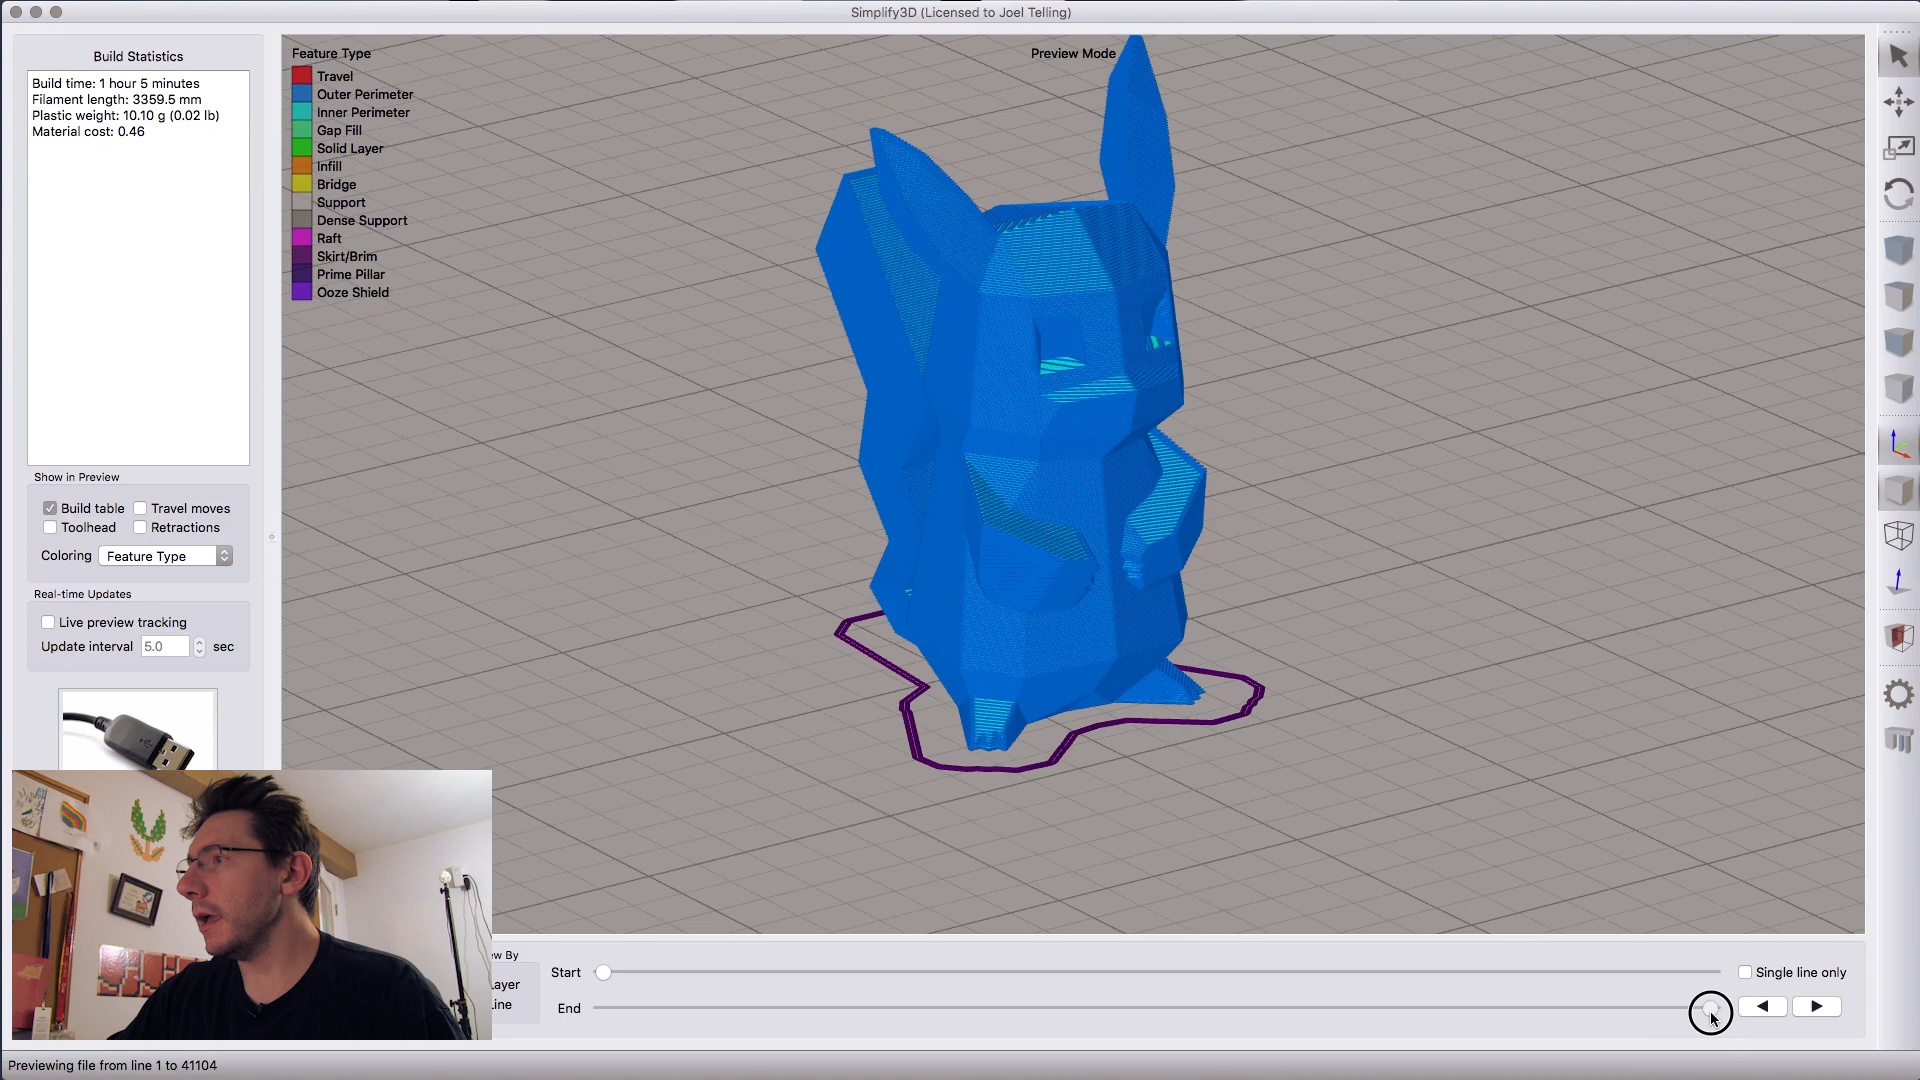 Simplify3D (Licensed to Joel Telling)
Build Statistics
Build time: 1 hour 5 minutes
Filament length: 3359.5 mm
Plastic weight: 10.10 g (0.02 lb)
Material cost: 0.46
Show in Preview
Build table
Travel moves
Toolhead
Retractions
Coloring
Feature Type
Real-time Updates
Live preview tracking
Update interval 5.0 sec
Feature Type
Travel
Outer Perimeter
Inner Perimeter
Gap Fill
Solid Layer
Infill
Bridge
Support
Dense Support
Raft
Skirt/Brim
Prime Pillar
Ooze Shield
Preview Mode
ew By
ayer
ine
Start
End
Single line only
Previewing file from line 1 to 41104